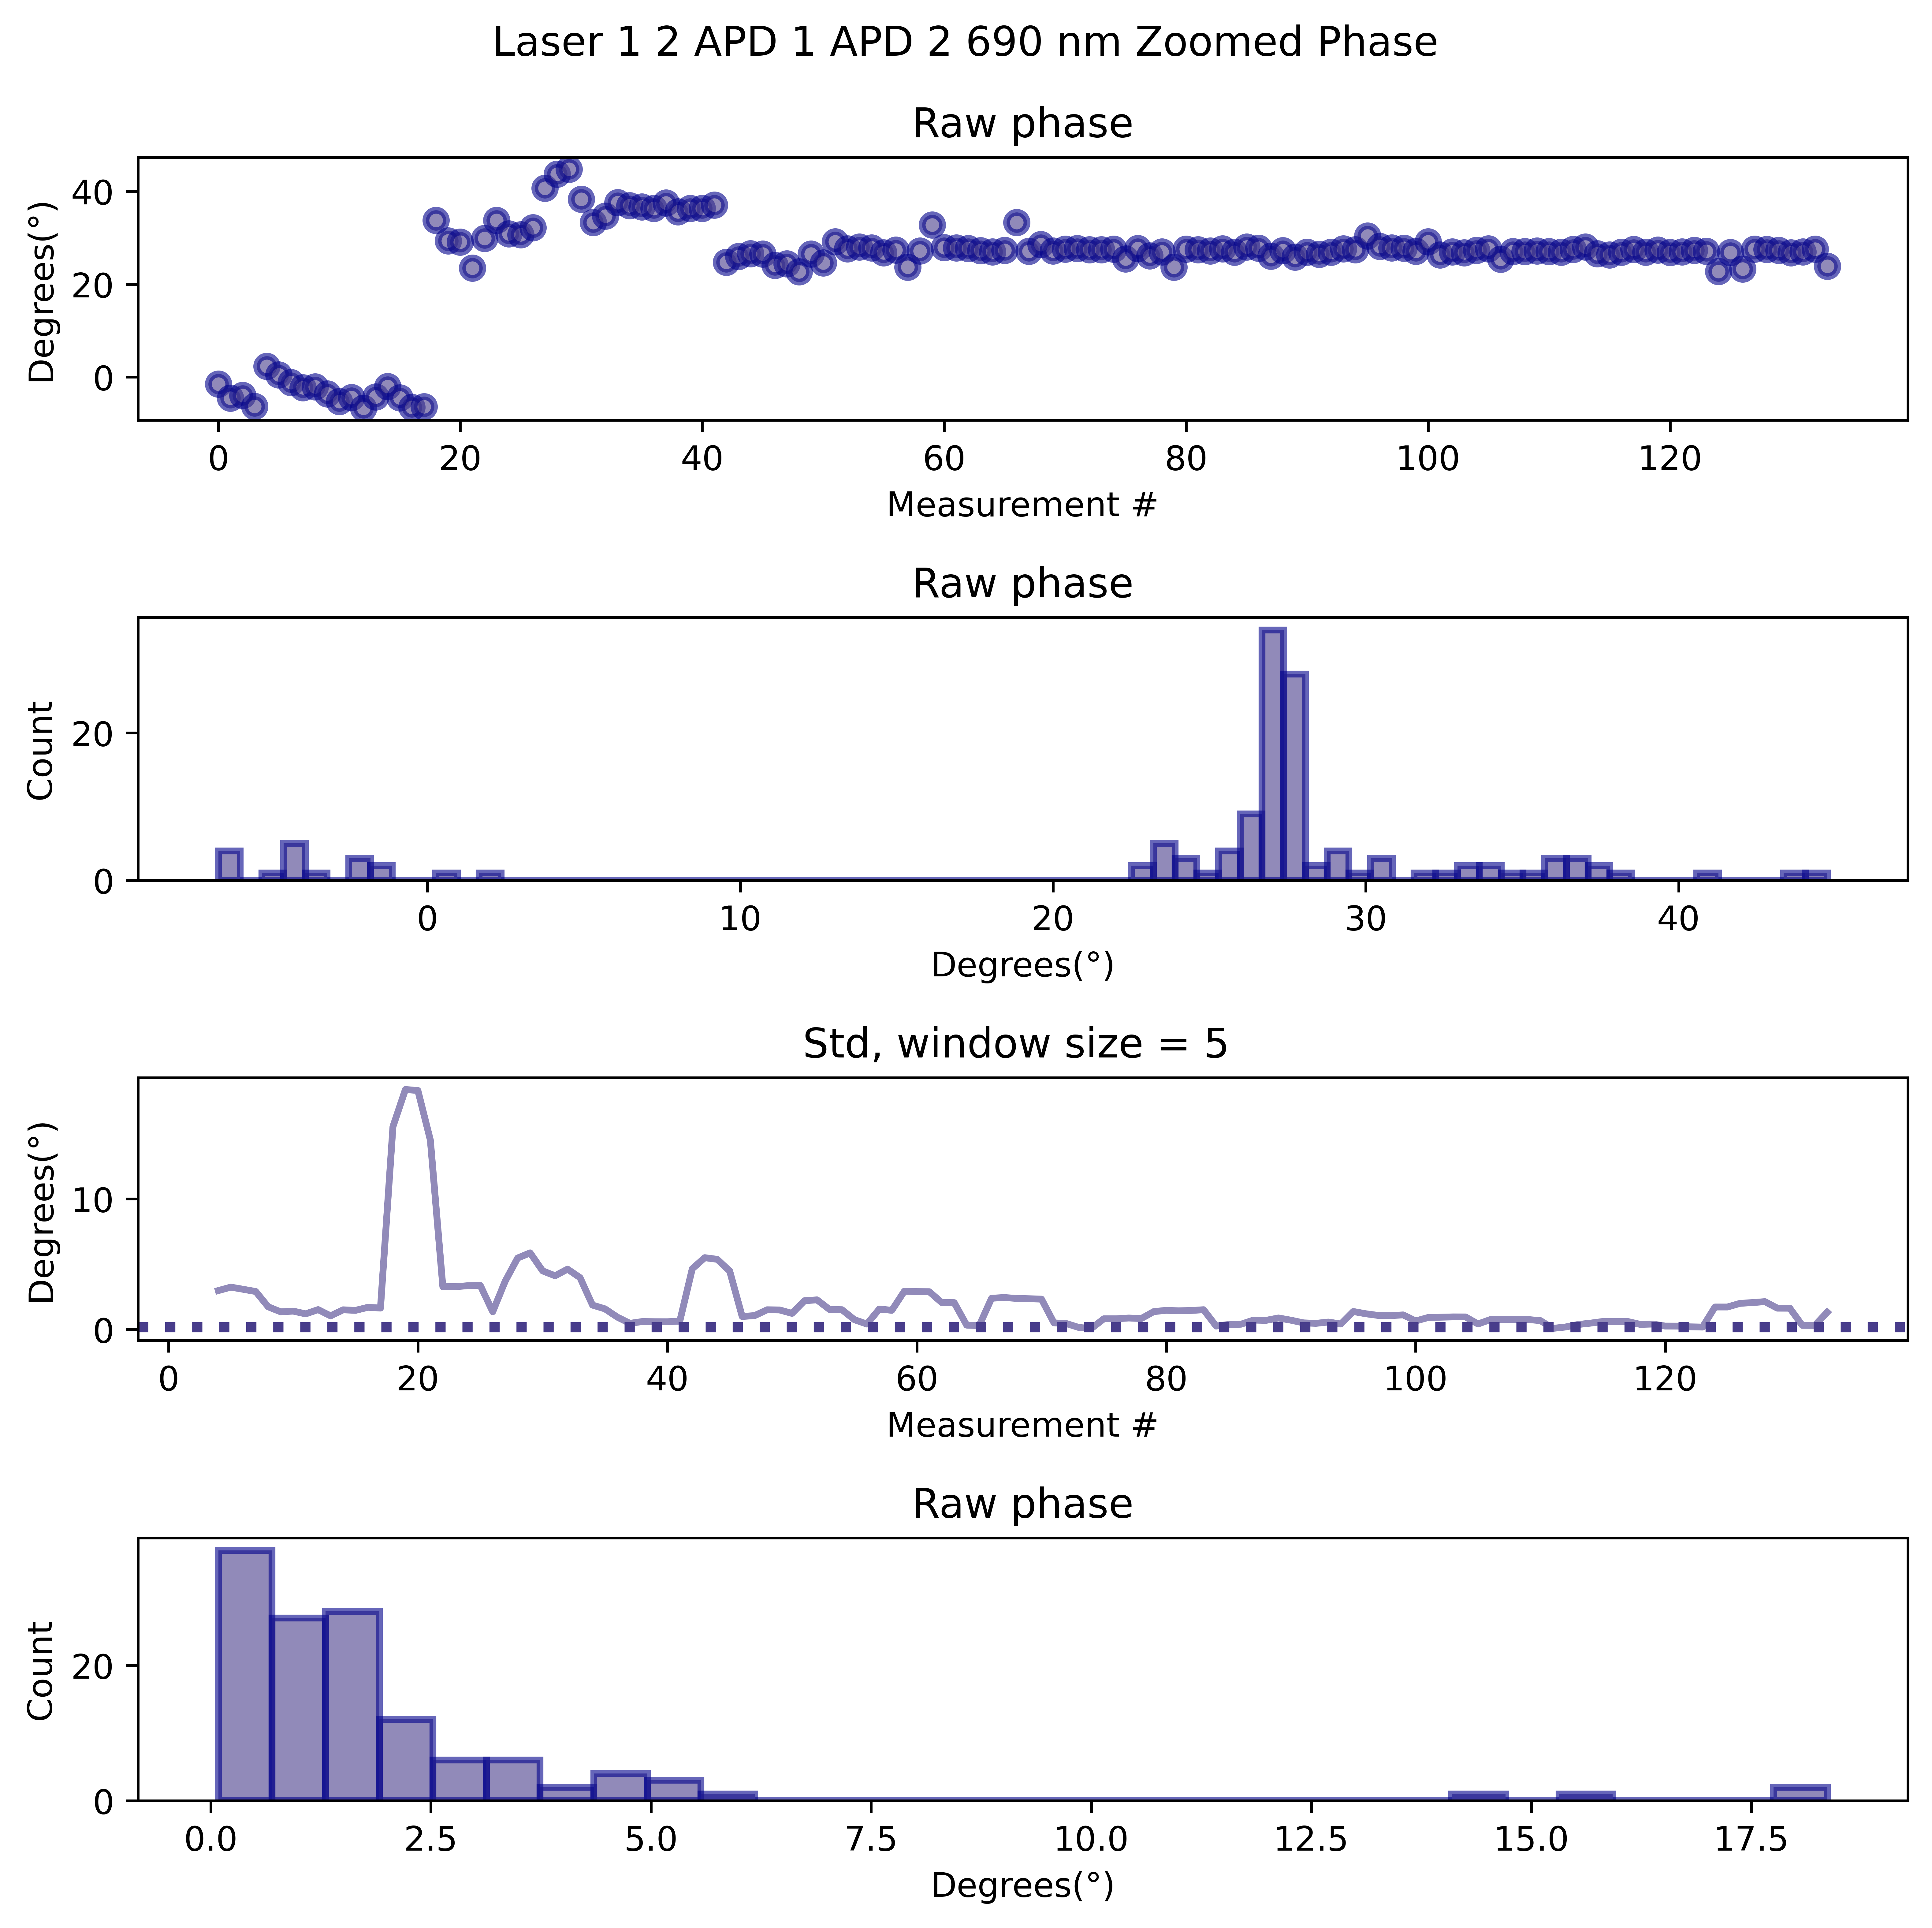 Laser 1 2 APD 1 APD 2 690 nm Zoomed Phase
Raw phase
Degrees(°)
40
20
0
0 20 40 60 80 100 120
Measurement #
Raw phase
Count
20
0
0 10 20 30 40
Degrees(°)
Std, window size = 5
Degrees(°)
10
0
0 20 40 60 80 100 120
Measurement #
Raw phase
Count
20
0
0.0 2.5 5.0 7.5 10.0 12.5 15.0 17.5
Degrees(°)